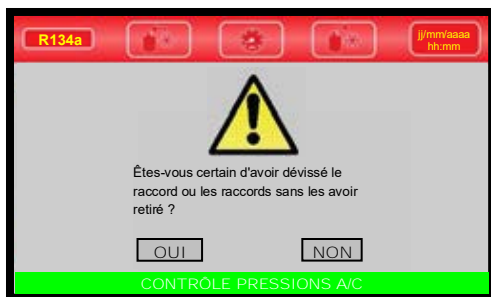 R134a
jj/mm/aaaa
hh:mm
Êtes-vous certain d'avoir dévissé le
raccord ou les raccords sans les avoir
retiré ?
OUI NON
CONTRÔLE PRESSIONS A/C